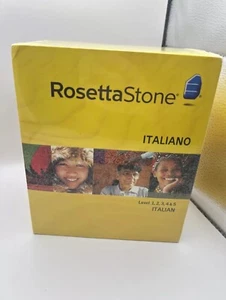 RosettaStone®
ITALIANO
Level 1, 2, 3, 4 & 5
ITALIAN